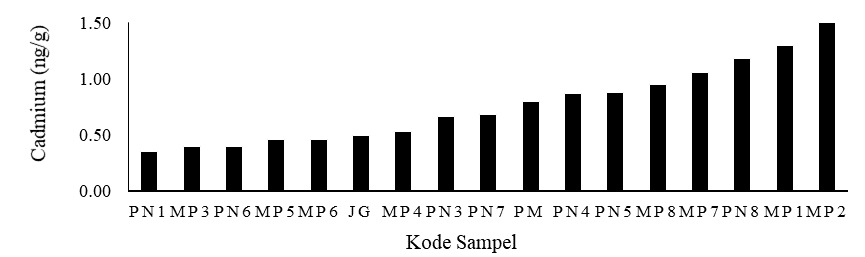 Cadmium (ng/g)
1.50
1.00
0.50
0.00
PN1 MP3 PN6 MP5 MP6 JG MP4 PN3 PN7 PM PN4 PN5 MP8 MP7 PN8 MP1 MP2
Kode Sampel